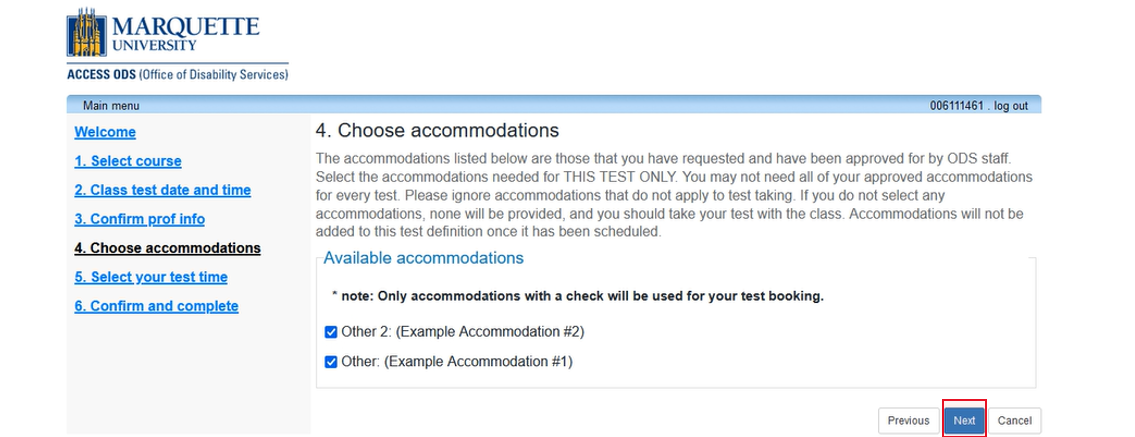 MARQUETTE
UNIVERSITY
ACCESS ODS (Office of Disability Services)
Main menu
006111461 . log out
Welcome
1. Select course
2. Class test date and time
3. Confirm prof info
4. Choose accommodations
5. Select your test time
6. Confirm and complete
4. Choose accommodations
The accommodations listed below are those that you have requested and have been approved for by ODS staff.
Select the accommodations needed for THIS TEST ONLY. You may not need all of your approved accommodations
for every test. Please ignore accommodations that do not apply to test taking. If you do not select any
accommodations, none will be provided, and you should take your test with the class. Accommodations will not be
added to this test definition once it has been scheduled.
Available accommodations
* note: Only accommodations with a check will be used for your test booking.
Other 2: (Example Accommodation #2)
Other: (Example Accommodation #1)
Previous
Next
Cancel